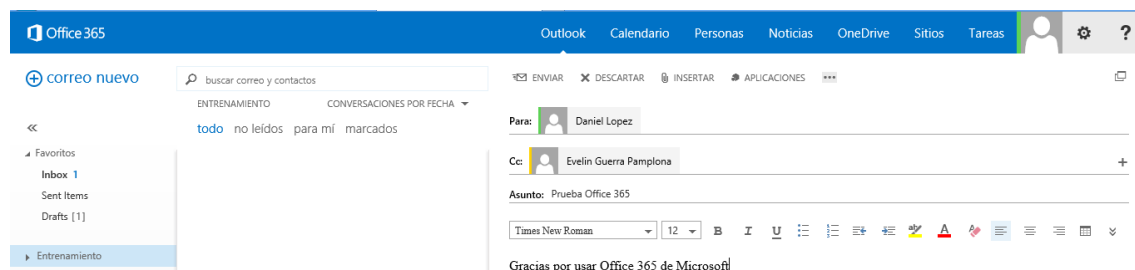 Office 365
Outlook Calendario Personas Noticias OneDrive Sitios Tareas ?
correo nuevo
buscar correo y contactos
ENTRENAMIENTO CONVERSACIONES POR FECHA
todo no leídos para mí marcados
Favoritos
Inbox 1
Sent Items
Drafts [1]
Entrenamiento
ENVIAR DESCARTAR INSERTAR APLICACIONES
Para: Daniel Lopez
Cc: Evelin Guerra Pamplona
Asunto: Prueba Office 365
Times New Roman 12 B I U aby A
Gracias por usar Office 365 de Microsoft